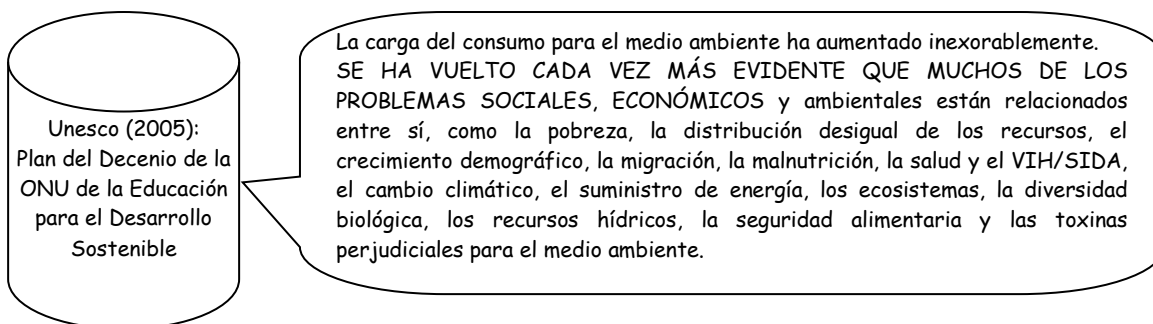 Unesco (2005):
Plan del Decenio de la
ONU de la Educación
para el Desarrollo
Sostenible
La carga del consumo para el medio ambiente ha aumentado inexorablemente.
SE HA VUELTO CADA VEZ MÁS EVIDENTE QUE MUCHOS DE LOS
PROBLEMAS SOCIALES, ECONÓMICOS y ambientales están relacionados
entre sí, como la pobreza, la distribución desigual de los recursos, el
crecimiento demográfico, la migración, la malnutrición, la salud y el VIH/SIDA,
el cambio climático, el suministro de energía, los ecosistemas, la diversidad
biológica, los recursos hídricos, la seguridad alimentaria y las toxinas
perjudiciales para el medio ambiente.